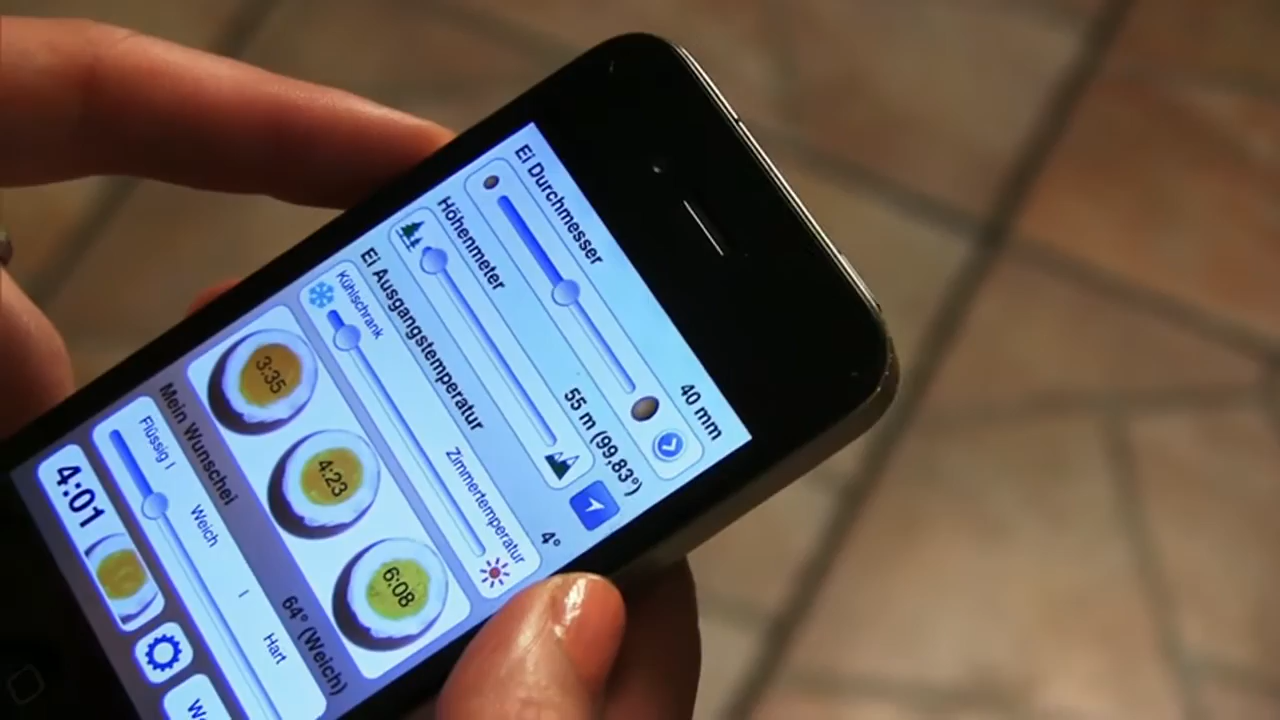 Ei Durchmesser 40 mm
Höhenmeter 55 m (99,83°)
Ei Ausgangstemperatur 4°
Kühlschrank Zimmertemperatur
3:35 4:23 6:08
Mein Wunschei 64° (Weich)
Flüssig I Weich I Hart
4:01